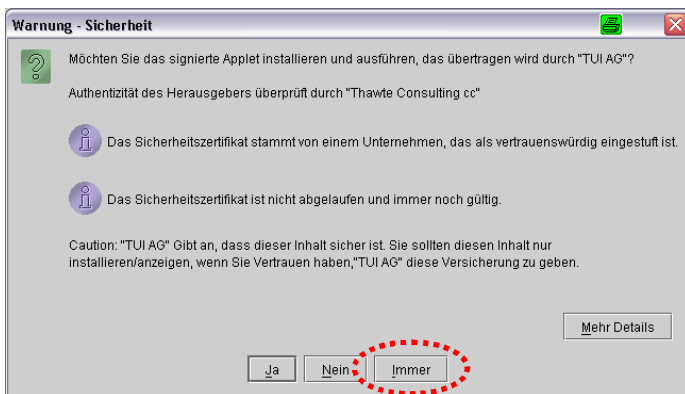 Warnung - Sicherheit
Möchten Sie das signierte Applet installieren und ausführen, das übertragen wird durch "TUI AG"?
Authentizität des Herausgebers überprüft durch "Thawte Consulting cc"
Das Sicherheitszertifikat stammt von einem Unternehmen, das als vertrauenswürdig eingestuft ist.
Das Sicherheitszertifikat ist nicht abgelaufen und immer noch gültig.
Caution: "TUI AG" Gibt an, dass dieser Inhalt sicher ist. Sie sollten diesen Inhalt nur
installieren/anzeigen, wenn Sie Vertrauen haben,"TUI AG" diese Versicherung zu geben.
Mehr Details
Ja Nein Immer